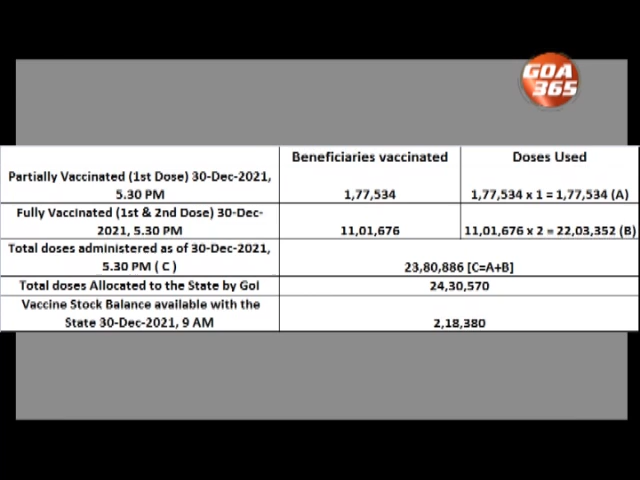 GOA
365
Beneficiaries vaccinated
Doses Used
Partially Vaccinated (1st Dose) 30-Dec-2021,
5.30 PM
1,77,534
1,77,534 x 1 = 1,77,534 (A)
Fully Vaccinated (1st & 2nd Dose) 30-Dec-
2021, 5.30 PM
11,01,676
11,01,676 x 2 = 22,03,352 (B)
Total doses administered as of 30-Dec-2021,
5.30 PM ( C )
23,80,886 [C=A+B]
Total doses Allocated to the State by GoI
24,30,570
Vaccine Stock Balance available with the
State 30-Dec-2021, 9 AM
2,18,380